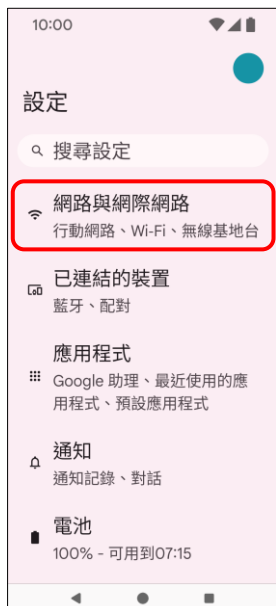 10:00
設定
搜尋設定
網路與網際網路
行動網路、Wi-Fi、無線基地台
已連結的裝置
藍牙、配對
應用程式
Google 助理、最近使用的應
用程式、預設應用程式
通知
通知記錄、對話
電池
100% - 可用到07:15